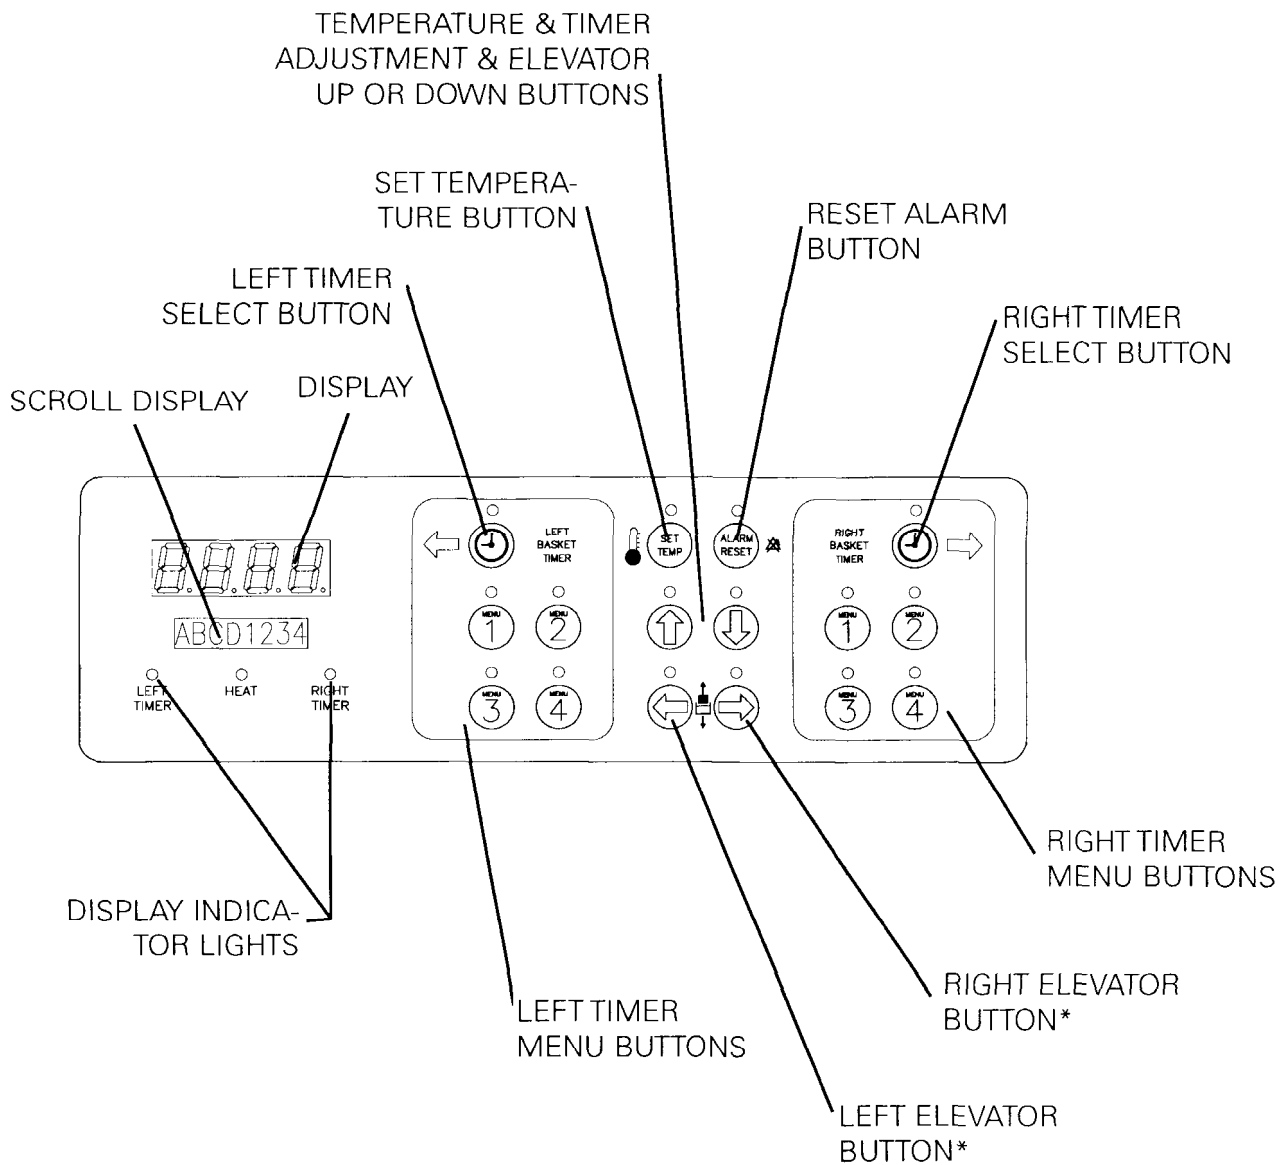 TEMPERATURE & TIMER
ADJUSTMENT & ELEVATOR
UP OR DOWN BUTTONS
SET TEMPERA-
TURE BUTTON
RESET ALARM
BUTTON
LEFT TIMER
SELECT BUTTON
RIGHT TIMER
SELECT BUTTON
SCROLL DISPLAY
DISPLAY
8.8.8.8.
ABCD1234
LEFT
TIMER
HEAT
RIGHT
TIMER
LEFT
BASKET
TIMER
MENU
1
MENU
2
MENU
3
MENU
4
SET
TEMP
ALARM
RESET
RIGHT
BASKET
TIMER
MENU
1
MENU
2
MENU
3
MENU
4
DISPLAY INDICA-
TOR LIGHTS
LEFT TIMER
MENU BUTTONS
RIGHT TIMER
MENU BUTTONS
RIGHT ELEVATOR
BUTTON*
LEFT ELEVATOR
BUTTON*